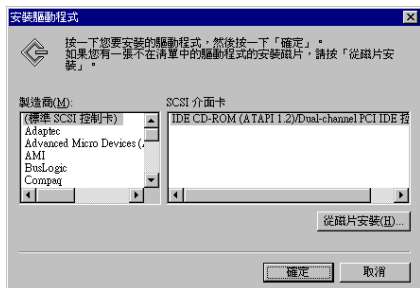 安裝驅動程式
按一下您要安裝的驅動程式，然後按一下「確定」。
如果您有一張不在清單中的驅動程式的安裝磁片，請按「從磁片安
裝」。
製造商(M):
SCSI 介面卡
(標準 SCSI 控制卡)
IDE CD-ROM (ATAPI 1.2)/Dual-channel PCI IDE 控
Adaptec
Advanced Micro Devices (
AMI
BusLogic
Compaq
從磁片安裝(H)...
確定
取消